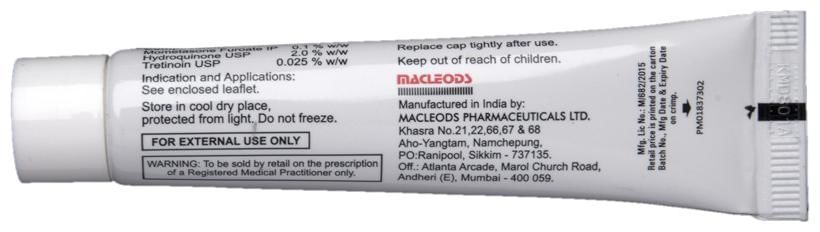 Mometasone Furoate IP 0.1 % w/w
Hydroquinone USP 2.0 % w/w
Tretinoin USP 0.025 % w/w
Indication and Applications:
See enclosed leaflet.
Store in cool dry place,
protected from light. Do not freeze.
FOR EXTERNAL USE ONLY
WARNING: To be sold by retail on the prescription
of a Registered Medical Practitioner only.
Replace cap tightly after use.
Keep out of reach of children.
MACLEODS
Manufactured in India by:
MACLEODS PHARMACEUTICALS LTD.
Khasra No.21,22,66,67 & 68
Aho-Yangtam, Namchepung,
PO:Ranipool, Sikkim - 737135.
Off.: Atlanta Arcade, Marol Church Road,
Andheri (E), Mumbai - 400 059.
Mfg. Lic No.: M/682/2015
Retail price is printed on the carton
Batch No., Mfg Date & Expiry Date
on crimp.
PM01837302